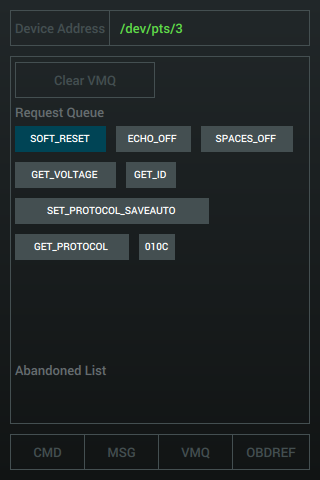 Device Address /dev/pts/3
Clear VMQ
Request Queue
SOFT_RESET ECHO_OFF SPACES_OFF
GET_VOLTAGE GET_ID
SET_PROTOCOL_SAVEAUTO
GET_PROTOCOL 010C
Abandoned List
CMD MSG VMQ OBDREF